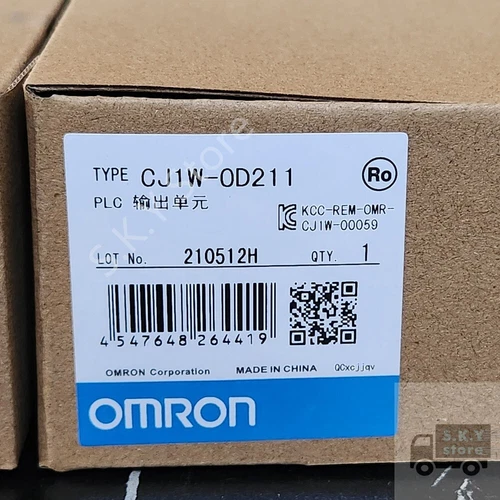 TYPE CJ1W-OD211
Ro
PLC 输出单元
KCC-REM-OMR-
CJ1W-00059
LOT No. 210512H QTY. 1
4 547648 264419
OMRON Corporation MADE IN CHINA QCxcjjqv
OMRON
S.K.Y store
S.K.Y
store